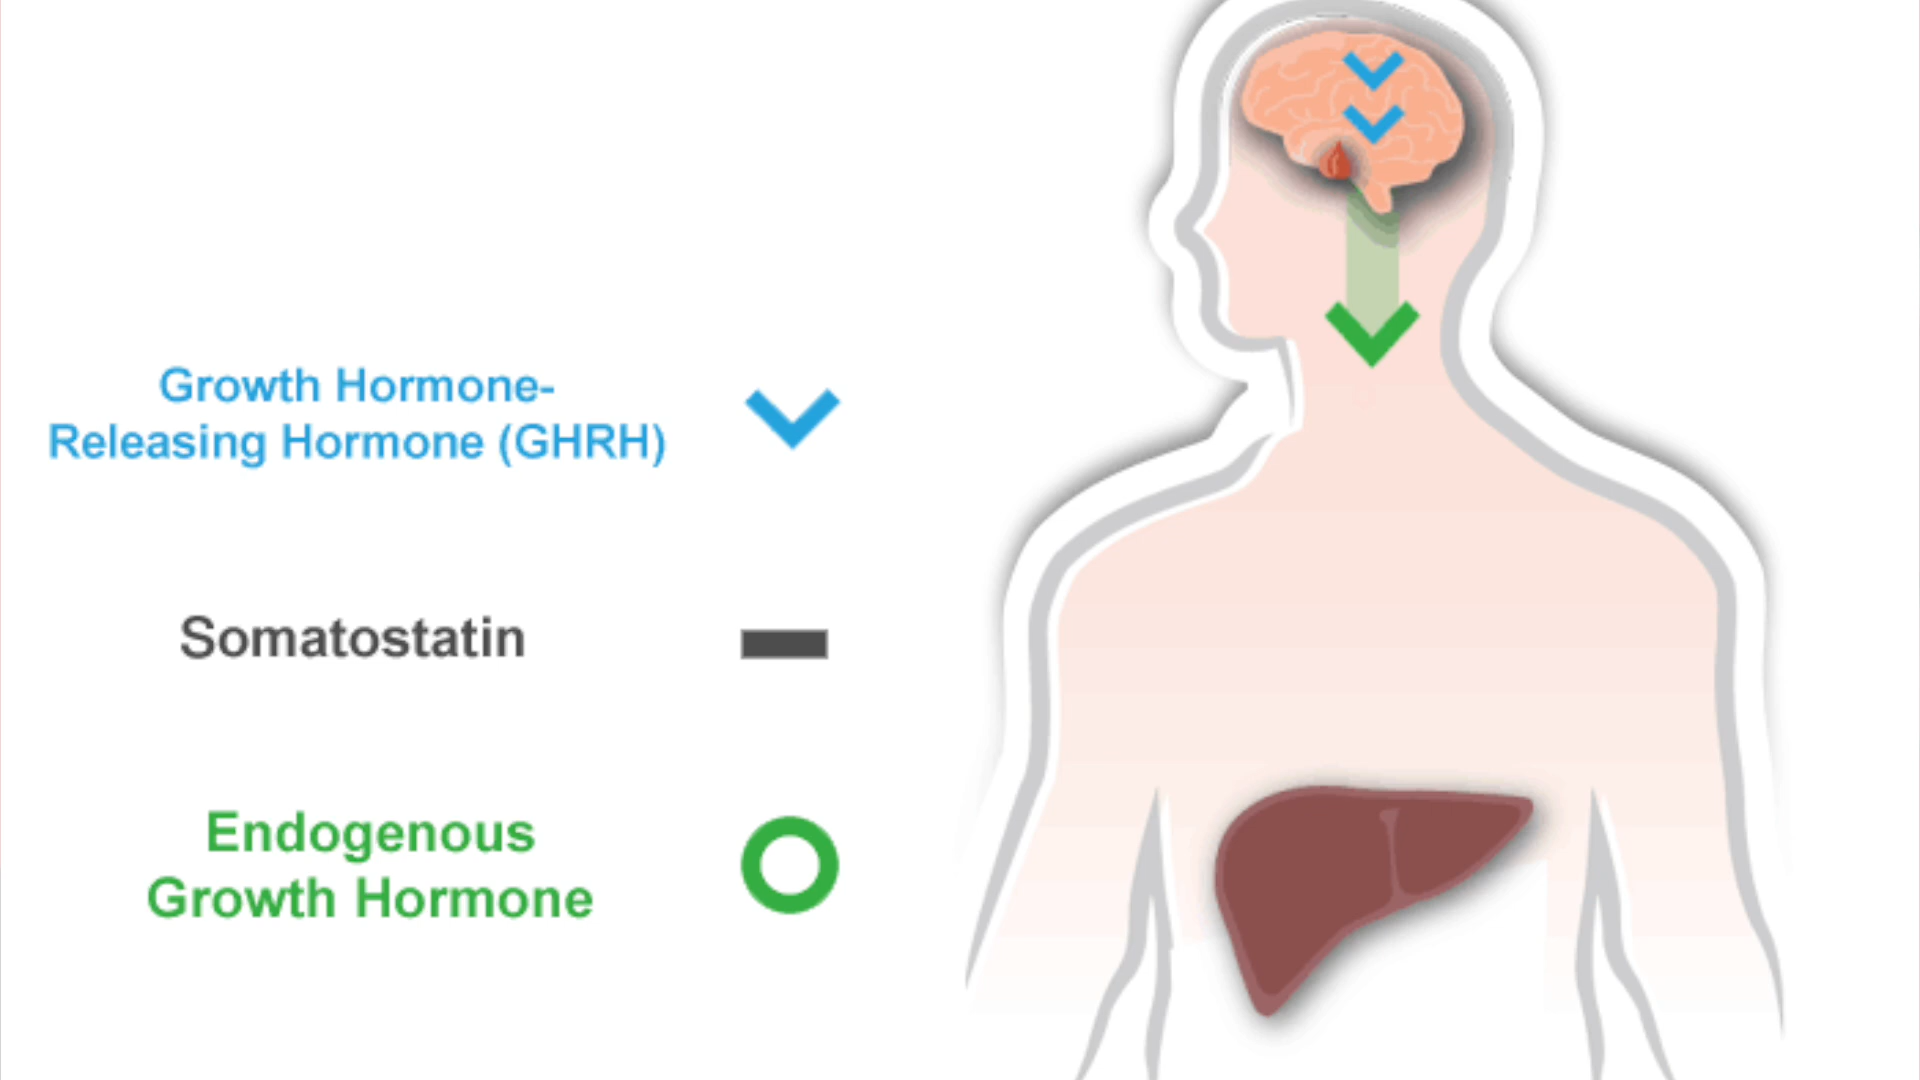 Growth Hormone-
Releasing Hormone (GHRH)
Somatostatin
Endogenous
Growth Hormone